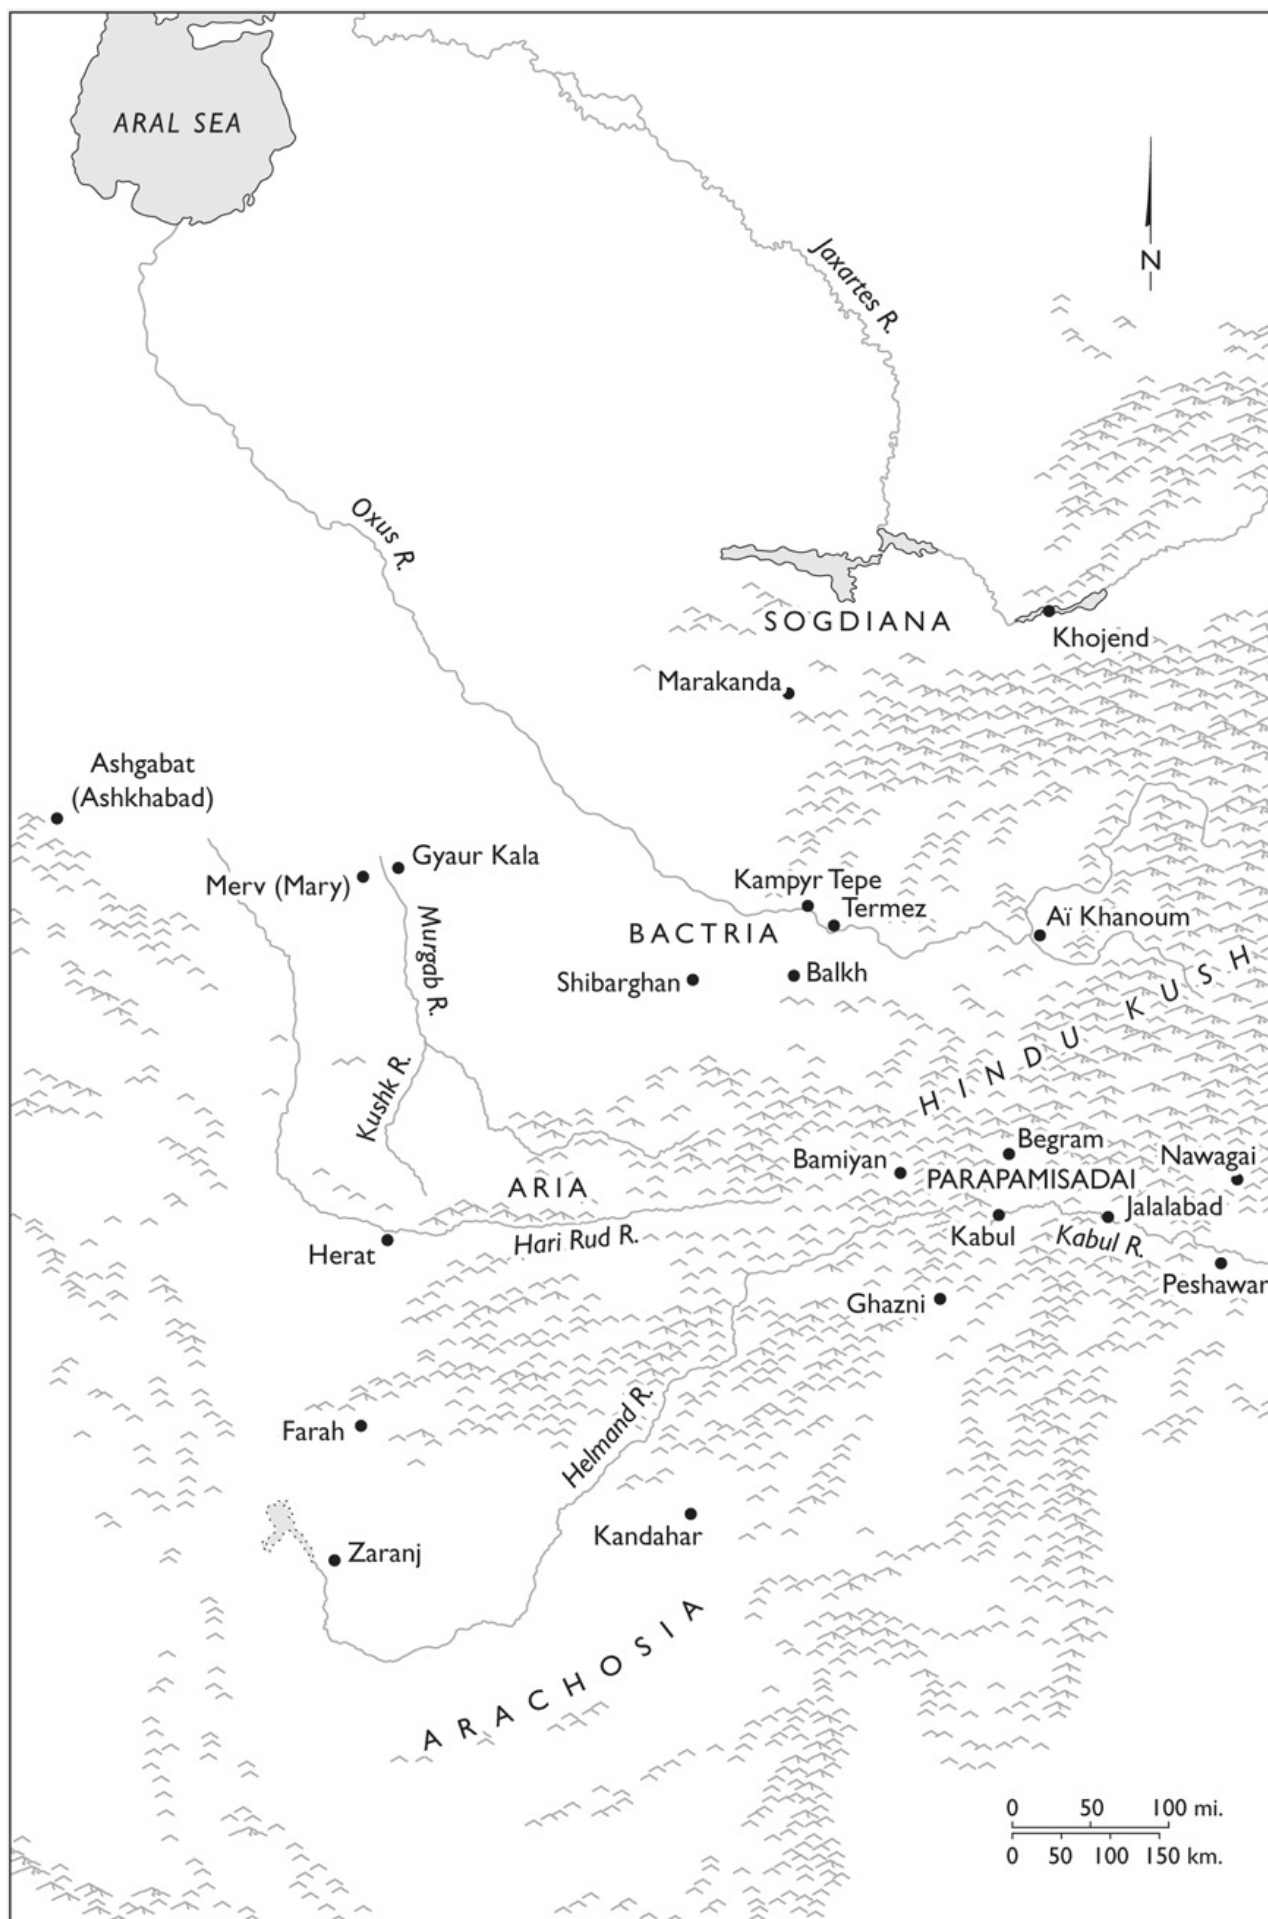 ARAL SEA
Jaxartes R.
N
Oxus R.
SOGDIANA
Khojend
Marakanda
Ashgabat
(Ashkhabad)
Gyaur Kala
Merv (Mary)
Murgab R.
Kampyr Tepe
Termez
BACTRIA
Aï Khanoum
Shibarghan
Balkh
HINDU KUSH
Kushk R.
Begram
Bamiyan
Nawagai
PARAPAMISADAI
ARIA
Jalalabad
Hari Rud R.
Herat
Kabul
Kabul R.
Peshawar
Ghazni
Farah
Helmand R.
Kandahar
Zaranj
ARACHOSIA
0 50 100 mi.
0 50 100 150 km.